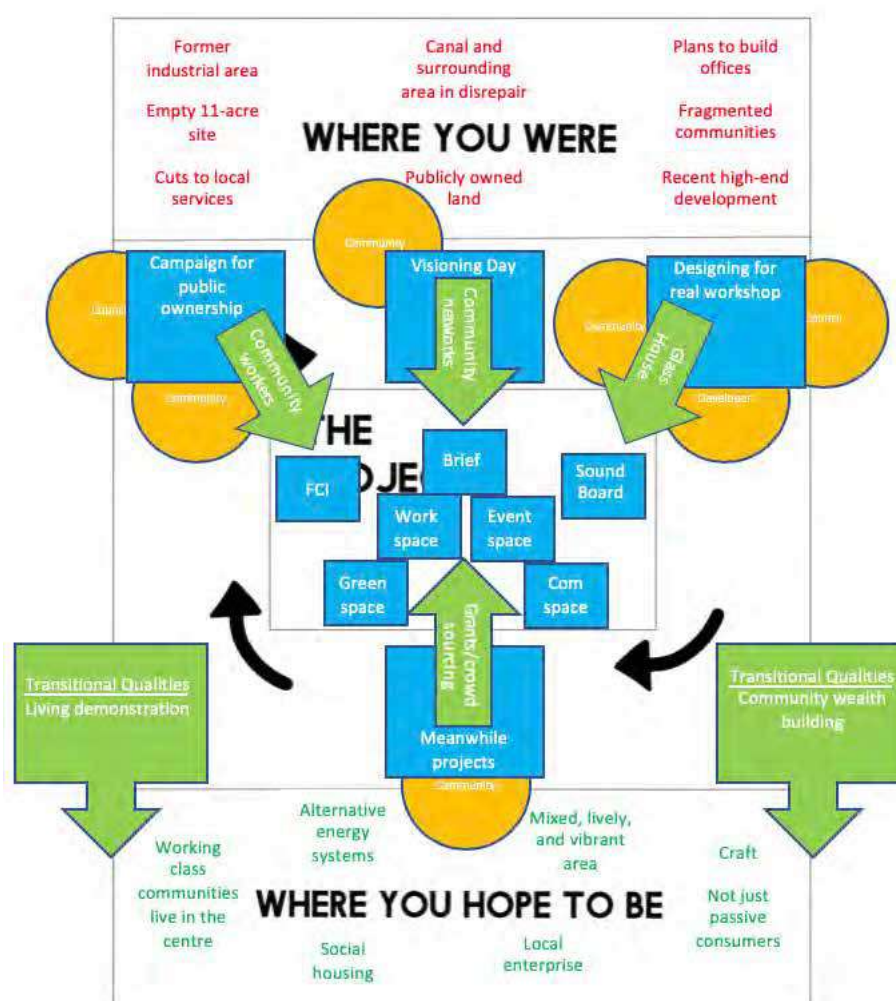 Former
industrial area
Empty 11-acre
site
Cuts to local
services
Canal and
surrounding
area in disrepair
Publicly owned
land
Plans to build
offices
Fragmented
communities
Recent high-end
development
WHERE YOU WERE
Campaign for
public
ownership
Community
workers
Community
Community
Visioning Day
Community
networks
Designing for
real workshop
Glass
House
Community
Developer
THE
FCI
Brief
Sound
Board
Work
space
Event
space
Green
space
Com
space
Grants/crowd
sourcing
Meanwhile
projects
Community
Transitional Qualities
Living demonstration
Transitional Qualities
Community wealth
building
Working
class
communities
live in the
centre
Alternative
energy
systems
Mixed, lively,
and vibrant
area
Craft
Not just
passive
consumers
WHERE YOU HOPE TO BE
Social
housing
Local
enterprise